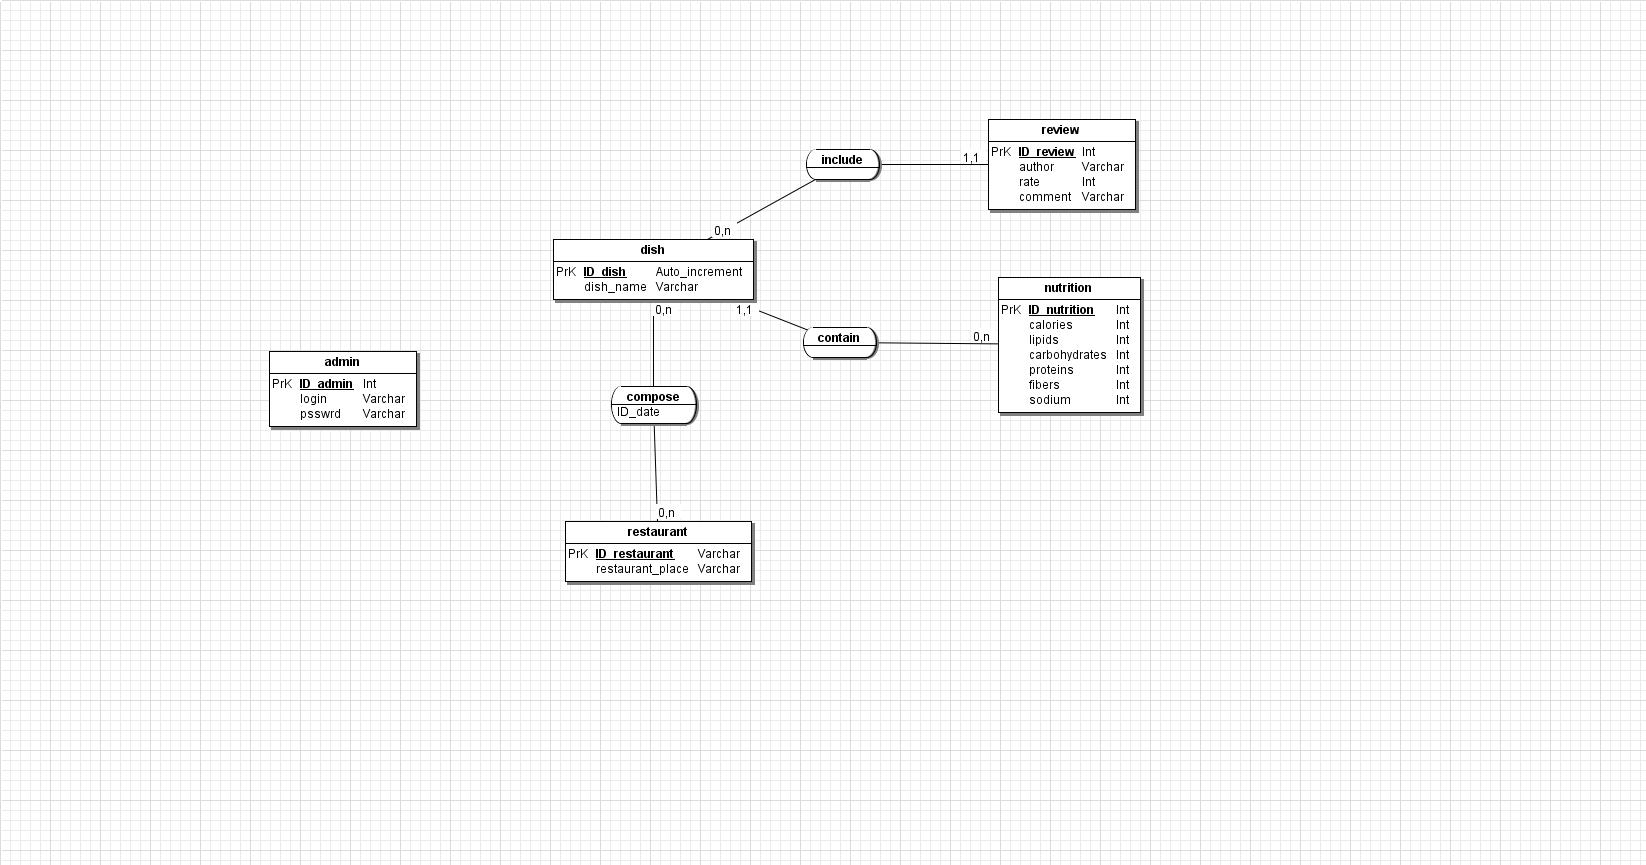 review
PrK ID_review Int
author Varchar
rate Int
comment Varchar
include
1,1
0,n
dish
PrK ID_dish Auto_increment
dish_name Varchar
0,n
1,1
contain
0,n
nutrition
PrK ID_nutrition Int
calories Int
lipids Int
carbohydrates Int
proteins Int
fibers Int
sodium Int
admin
PrK ID_admin Int
login Varchar
psswrd Varchar
compose
ID_date
0,n
restaurant
PrK ID_restaurant Varchar
restaurant_place Varchar